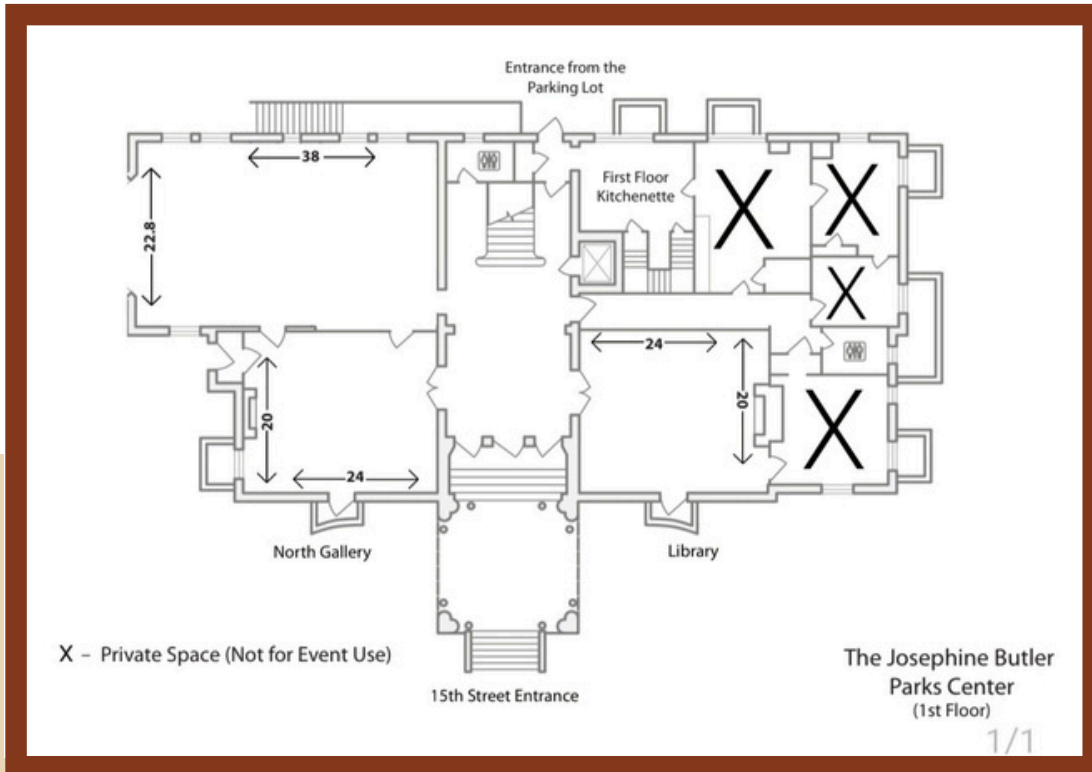 Entrance from the
Parking Lot
38
First Floor
Kitchenette
X
X
22.8
X
24
20
20
X
24
North Gallery
Library
X – Private Space (Not for Event Use)
The Josephine Butler
Parks Center
(1st Floor)
15th Street Entrance
1/1